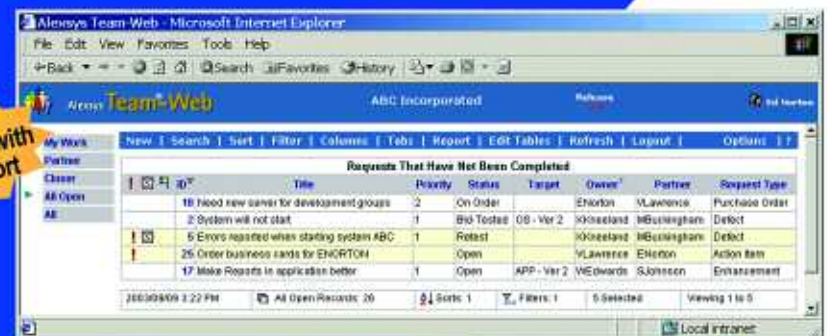 Alexsys Team-Web - Microsoft Internet Explorer
File Edit View Favorites Tools Help
Back Search Favorites History
with
ort
Alexsys Team-Web ABC Incorporated
New | Search | Sort | Filter | Columns | Tabs | Report | Edit Tables | Refresh | Logout | Options | ?
My Work
Partner
Closer
All Open
All
Requests That Have Not Been Completed
! ID Title Priority Status Target Owner Partner Request Type
18 Need new server for development groups 2 On Order ENorton VLawrence Purchase Order
2 System will not start 1 Bld-Tested OS - Ver 2 KKneeland MBuckingham Defect
! 5 Errors reported when starting system ABC 1 Retest KKneeland MBuckingham Defect
! 25 Order business cards for ENORTON Open VLawrence ENorton Action Item
17 Make Reports in application better 1 Open APP - Ver 2 WEdwards SJohnson Enhancement
2003/09/09 3:22 PM All Open Records: 26 Sorts: 1 Filters: 1 5 Selected Viewing 1 to 5
Local intranet